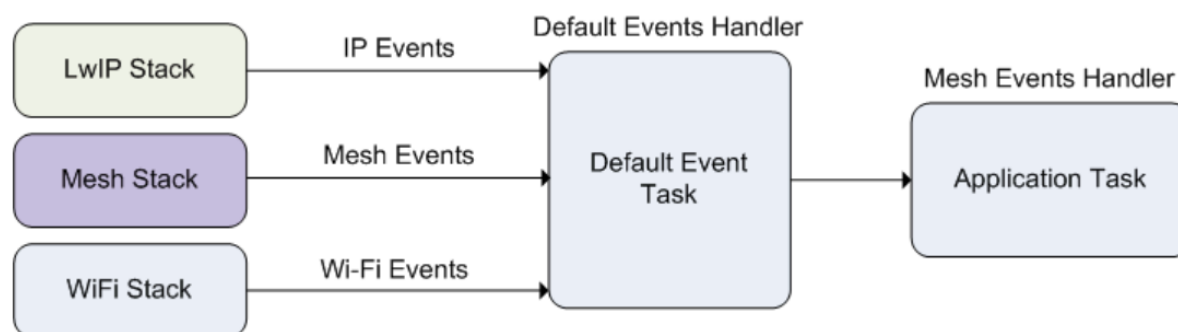 Default Events Handler
LwIP Stack
IP Events
Mesh Events Handler
Mesh Stack
Mesh Events
Default Event
Task
Application Task
WiFi Stack
Wi-Fi Events